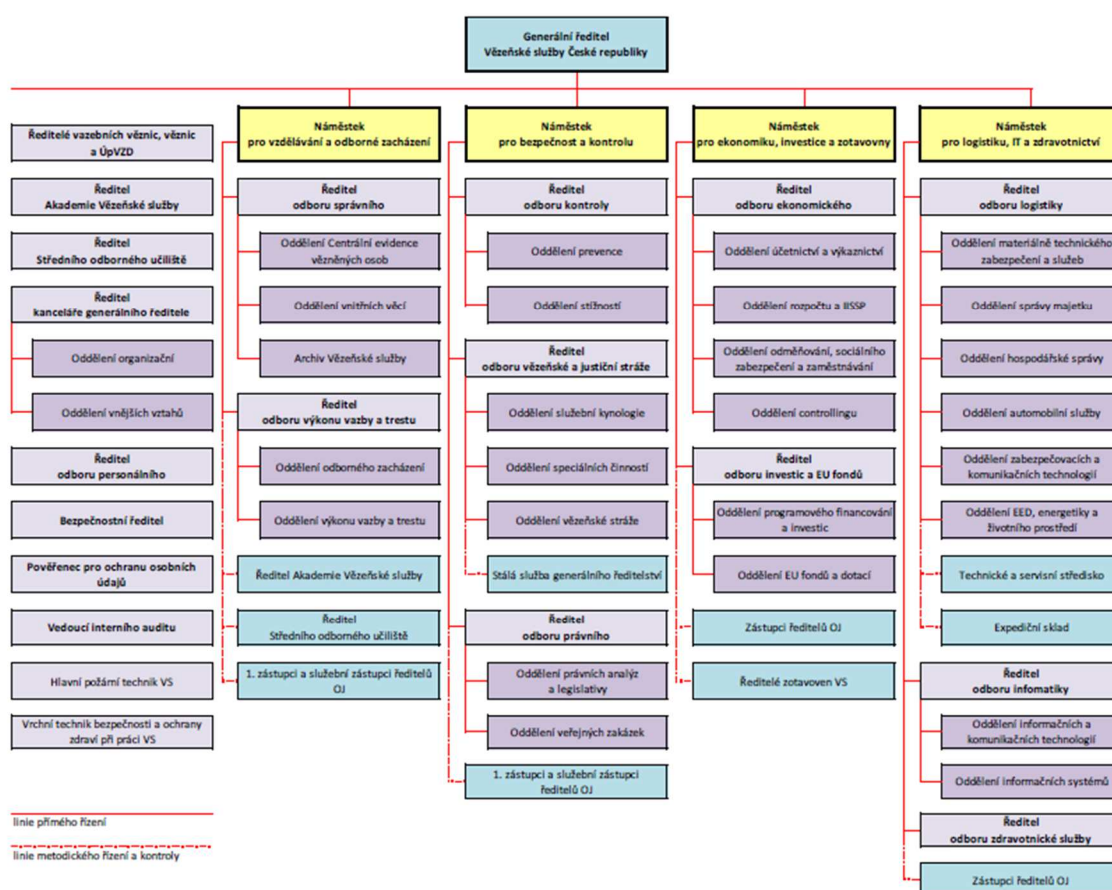 Generální ředitel
Vězeňské služby České republiky
Ředitelé vazebních věznic, věznic
a ÚpVZD
Ředitel
Akademie Vězeňské služby
Ředitel
Středního odborného učiliště
Ředitel
kanceláře generálního ředitele
Oddělení organizační
Oddělení vnějších vztahů
Ředitel
odboru personálního
Bezpečnostní ředitel
Pověřenec pro ochranu osobních
údajů
Vedoucí interního auditu
Hlavní požární technik VS
Vrchní technik bezpečnosti a ochrany
zdraví při práci VS
Náměstek
pro vzdělávání a odborné zacházení
Ředitel
odboru správního
Oddělení Centrální evidence
vězněných osob
Oddělení vnitřních věcí
Archiv Vězeňské služby
Ředitel
odboru výkonu vazby a trestu
Oddělení odborného zacházení
Oddělení výkonu vazby a trestu
Ředitel Akademie Vězeňské služby
Ředitel
Středního odborného učiliště
1. zástupci a služební zástupci ředitelů
OJ
Náměstek
pro bezpečnost a kontrolu
Ředitel
odboru kontroly
Oddělení prevence
Oddělení stížností
Ředitel
odboru vězeňské a justiční stráže
Oddělení služební kynologie
Oddělení speciálních činností
Oddělení vězeňské stráže
Stálá služba generálního ředitelství
Ředitel
odboru právního
Oddělení právních analýz
a legislativy
Oddělení veřejných zakázek
1. zástupci a služební zástupci
ředitelů OJ
Náměstek
pro ekonomiku, investice a zotavovny
Ředitel
odboru ekonomického
Oddělení účetnictví a výkaznictví
Oddělení rozpočtu a IISSP
Oddělení odměňování, sociálního
zabezpečení a zaměstnávání
Oddělení controllingu
Ředitel
odboru investic a EU fondů
Oddělení programového financování
a investic
Oddělení EU fondů a dotací
Zástupci ředitelů OJ
Ředitelé zotavoven VS
Náměstek
pro logistiku, IT a zdravotnictví
Ředitel
odboru logistiky
Oddělení materiálně technického
zabezpečení a služeb
Oddělení správy majetku
Oddělení hospodářské správy
Oddělení automobilní služby
Oddělení zabezpečovacích a
komunikačních technologií
Oddělení EED, energetiky a
životního prostředí
Technické a servisní středisko
Expediční sklad
Ředitel
odboru infomatiky
Oddělení informačních a
komunikačních technologií
Oddělení informačních systémů
Ředitel
odboru zdravotnické služby
Zástupci ředitelů OJ
linie přímého řízení
linie metodického řízení a kontroly